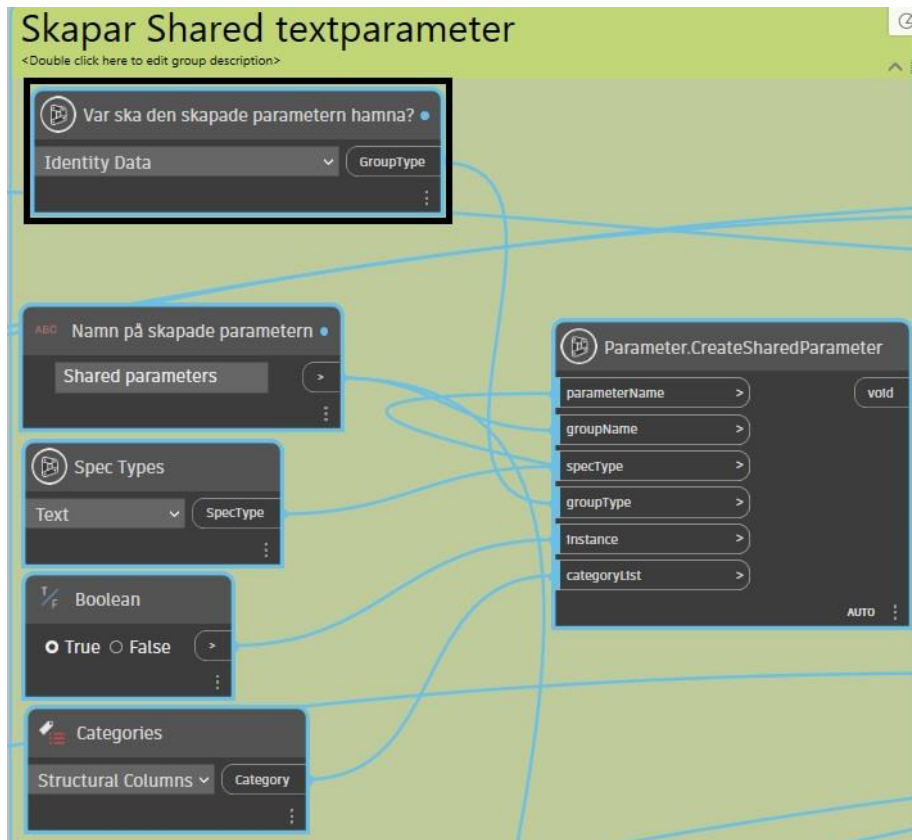 Skapar Shared textparameter
<Double click here to edit group description>
Var ska den skapade parametern hamna?
Identity Data
GroupType
ABC Namn på skapade parametern
Shared parameters
>
Spec Types
Text
SpecType
T/F Boolean
True False
>
Categories
Structural Columns
Category
Parameter.CreateSharedParameter
parameterName >
void
groupName >
specType >
groupType >
Instance >
categoryList >
AUTO